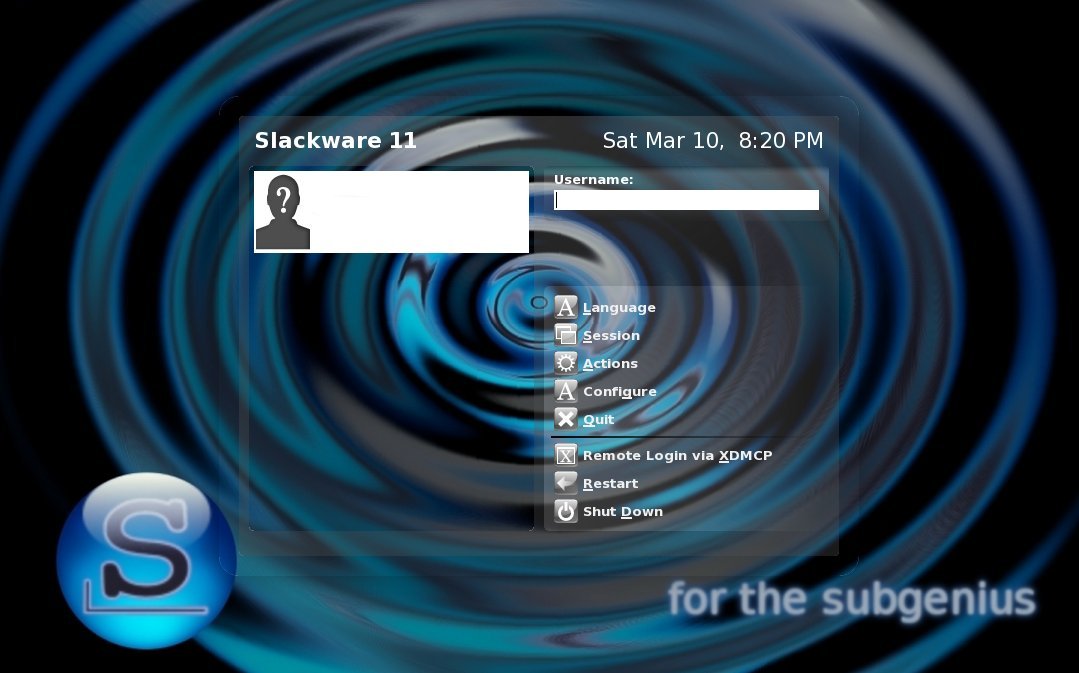 Slackware 11
Sat Mar 10, 8:20 PM
?
Username:
A Language
Session
Actions
A Configure
Quit
X Remote Login via XDMCP
Restart
Shut Down
S
for the subgenius